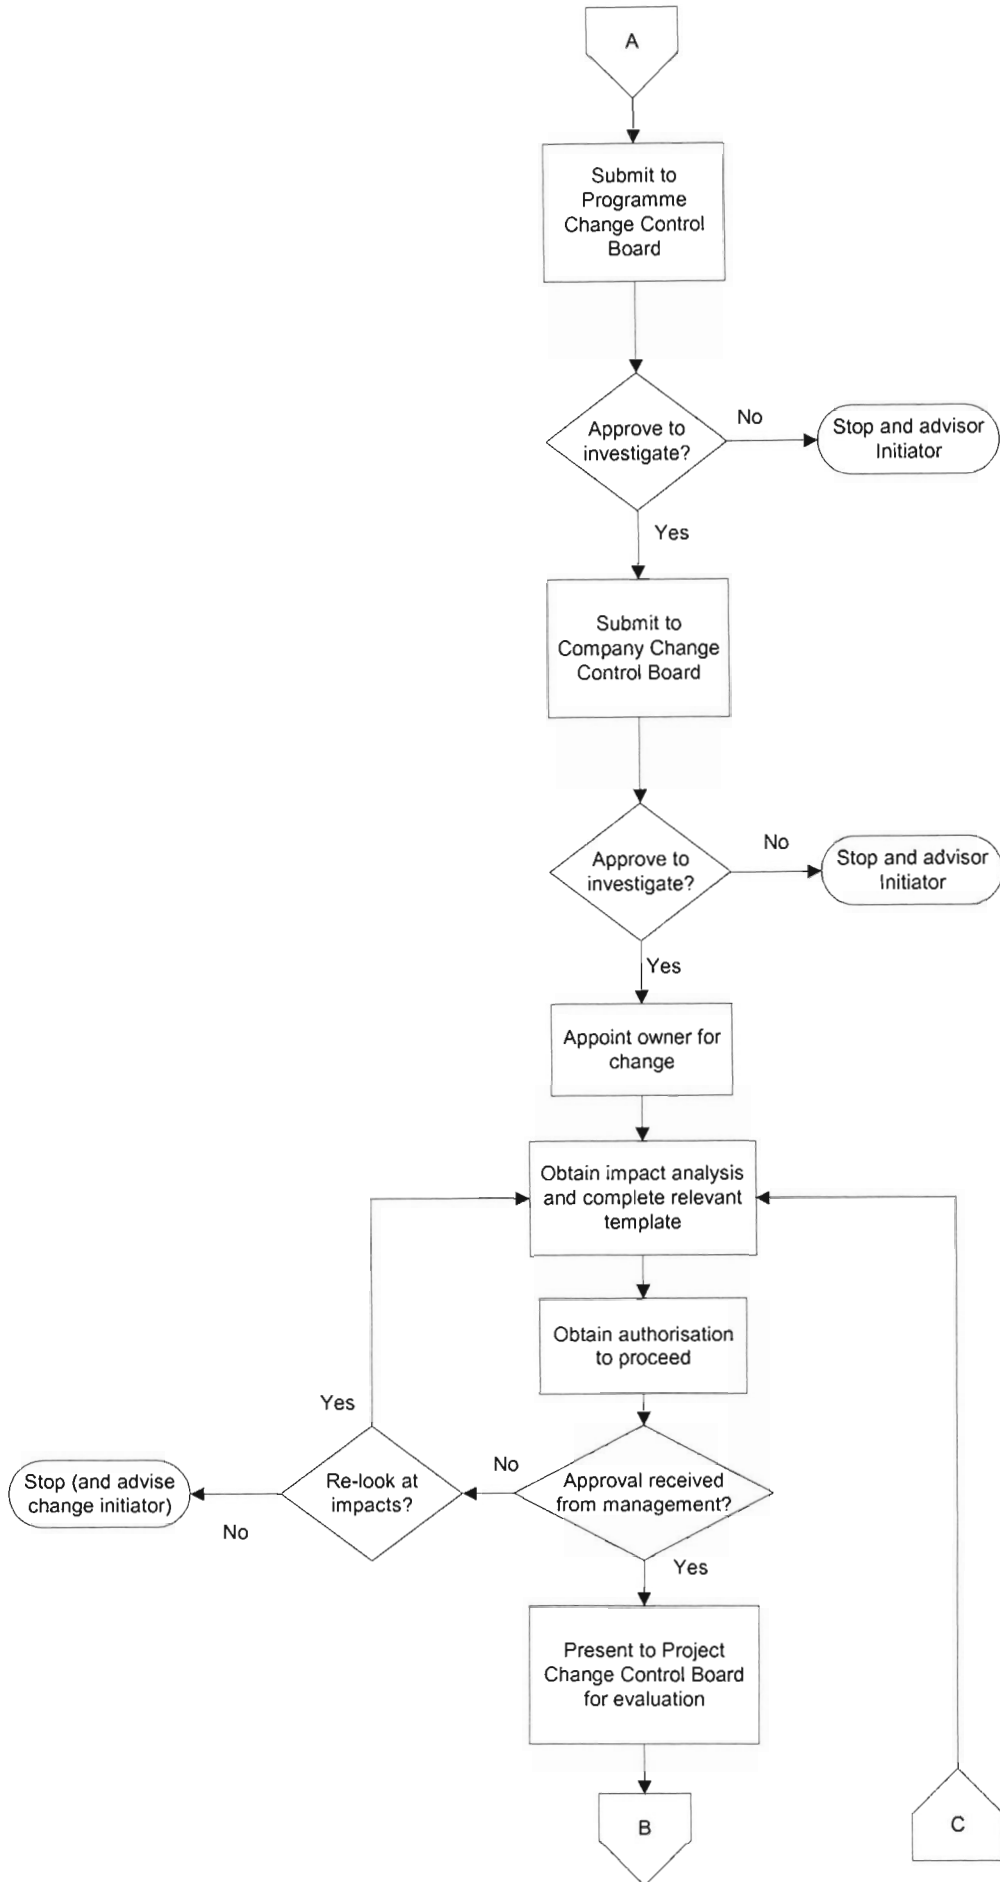 A
Submit to
Programme
Change Control
Board
Approve to
investigate?
No
Stop and advisor
Initiator
Yes
Submit to
Company Change
Control Board
Approve to
investigate?
No
Stop and advisor
Initiator
Yes
Appoint owner for
change
Obtain impact analysis
and complete relevant
template
Obtain authorisation
to proceed
Yes
Stop (and advise
change initiator)
No
Re-look at
impacts?
No
Approval received
from management?
Yes
Present to Project
Change Control Board
for evaluation
B
C